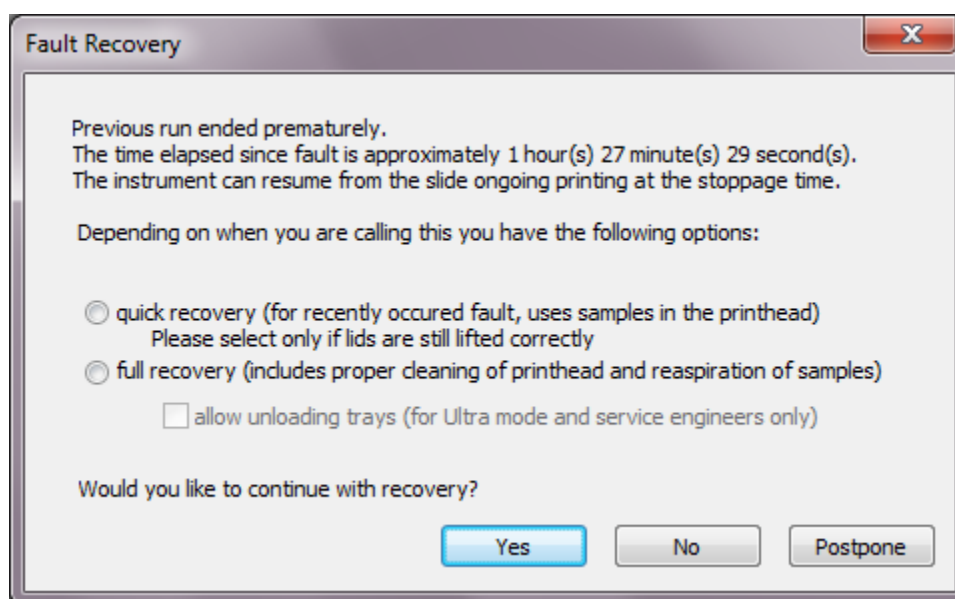 Fault Recovery
Previous run ended prematurely.
The time elapsed since fault is approximately 1 hour(s) 27 minute(s) 29 second(s).
The instrument can resume from the slide ongoing printing at the stoppage time.
Depending on when you are calling this you have the following options:
quick recovery (for recently occured fault, uses samples in the printhead)
Please select only if lids are still lifted correctly
full recovery (includes proper cleaning of printhead and reaspiration of samples)
allow unloading trays (for Ultra mode and service engineers only)
Would you like to continue with recovery?
Yes No Postpone